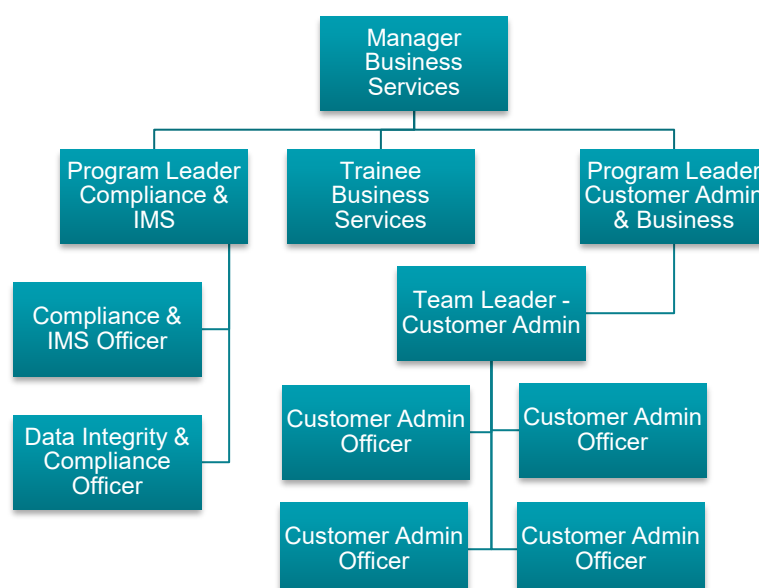 Manager
Business
Services
Program Leader
Compliance &
IMS
Trainee
Business
Services
Program Leader
Customer Admin
& Business
Team Leader -
Customer Admin
Compliance &
IMS Officer
Customer Admin
Officer
Customer Admin
Officer
Data Integrity &
Compliance
Officer
Customer Admin
Officer
Customer Admin
Officer